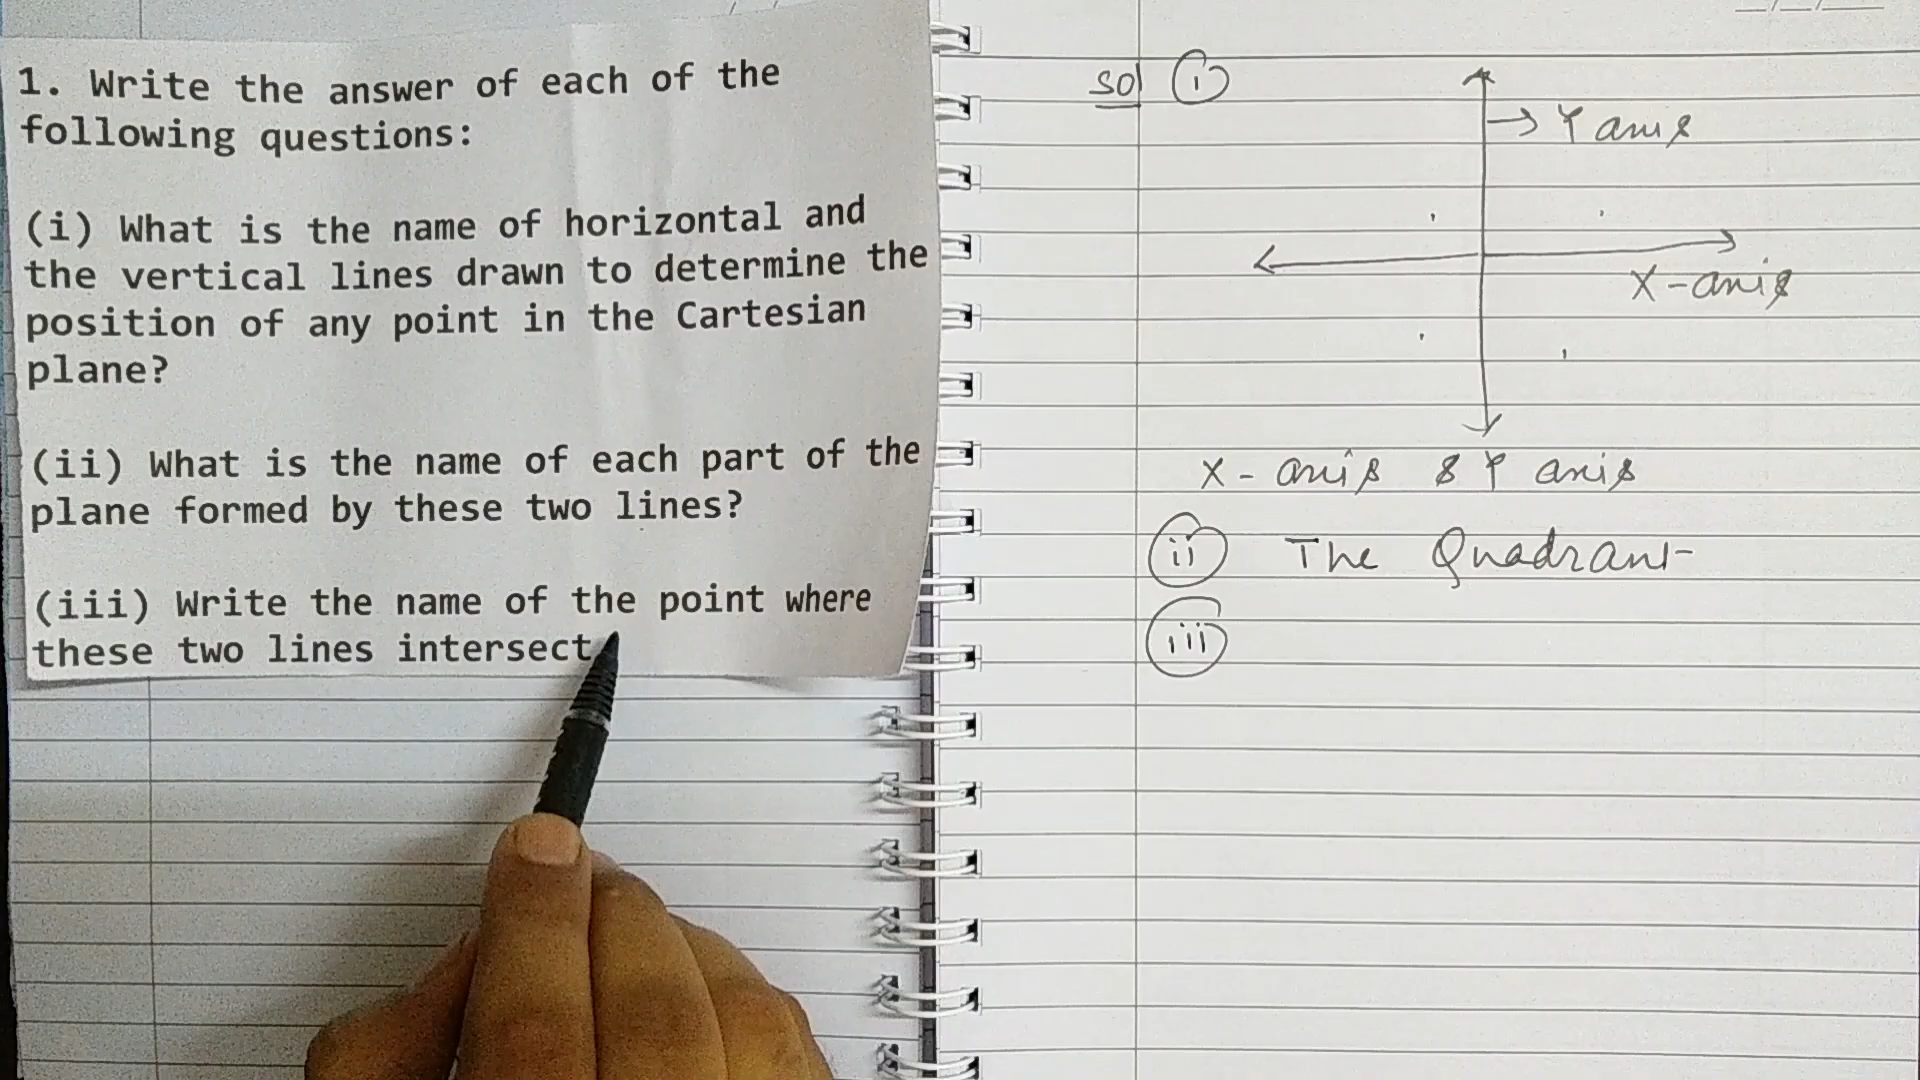 1. Write the answer of each of the
following questions:
(i) What is the name of horizontal and
the vertical lines drawn to determine the
position of any point in the Cartesian
plane?
(ii) What is the name of each part of the
plane formed by these two lines?
(iii) Write the name of the point where
these two lines intersect
Sol (i)
Y axis
X-axis
X-axis & Y axis
(ii) The Quadrant
(iii)